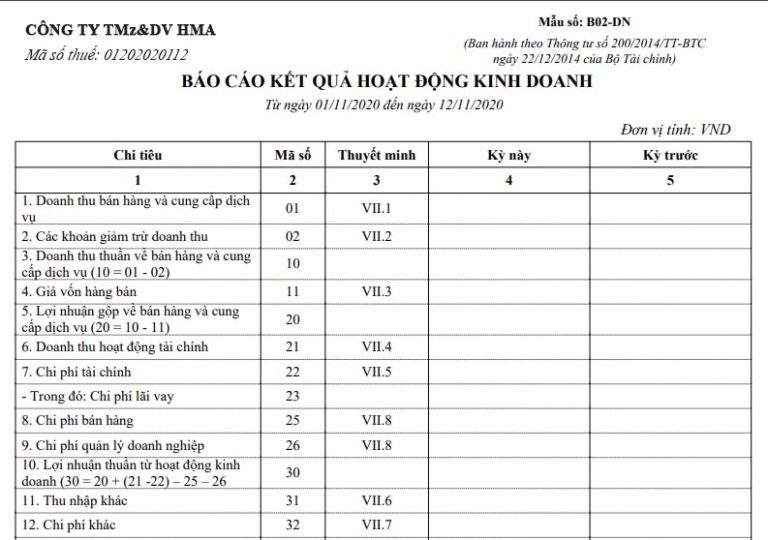 CÔNG TY TMz&DV HMA
Mã số thuế: 01202020112
Mẫu số: B02-DN
(Ban hành theo Thông tư số 200/2014/TT-BTC
ngày 22/12/2014 của Bộ Tài chính)
BÁO CÁO KẾT QUẢ HOẠT ĐỘNG KINH DOANH
Từ ngày 01/11/2020 đến ngày 12/11/2020
Đơn vị tính: VND
Chi tiêu Mã số Thuyết minh Kỳ này Kỳ trước
1 2 3 4 5
1. Doanh thu bán hàng và cung cấp dịch
vụ 01 VII.1
2. Các khoản giảm trừ doanh thu 02 VII.2
3. Doanh thu thuần về bán hàng và cung
cấp dịch vụ (10 = 01 - 02) 10
4. Giá vốn hàng bán 11 VII.3
5. Lợi nhuận gộp về bán hàng và cung
cấp dịch vụ (20 = 10 - 11) 20
6. Doanh thu hoạt động tài chính 21 VII.4
7. Chi phí tài chính 22 VII.5
- Trong đó: Chi phí lãi vay 23
8. Chi phí bán hàng 25 VII.8
9. Chi phí quản lý doanh nghiệp 26 VII.8
10. Lợi nhuận thuần từ hoạt động kinh
doanh (30 = 20 + (21 -22) – 25 – 26 30
11. Thu nhập khác 31 VII.6
12. Chi phí khác 32 VII.7